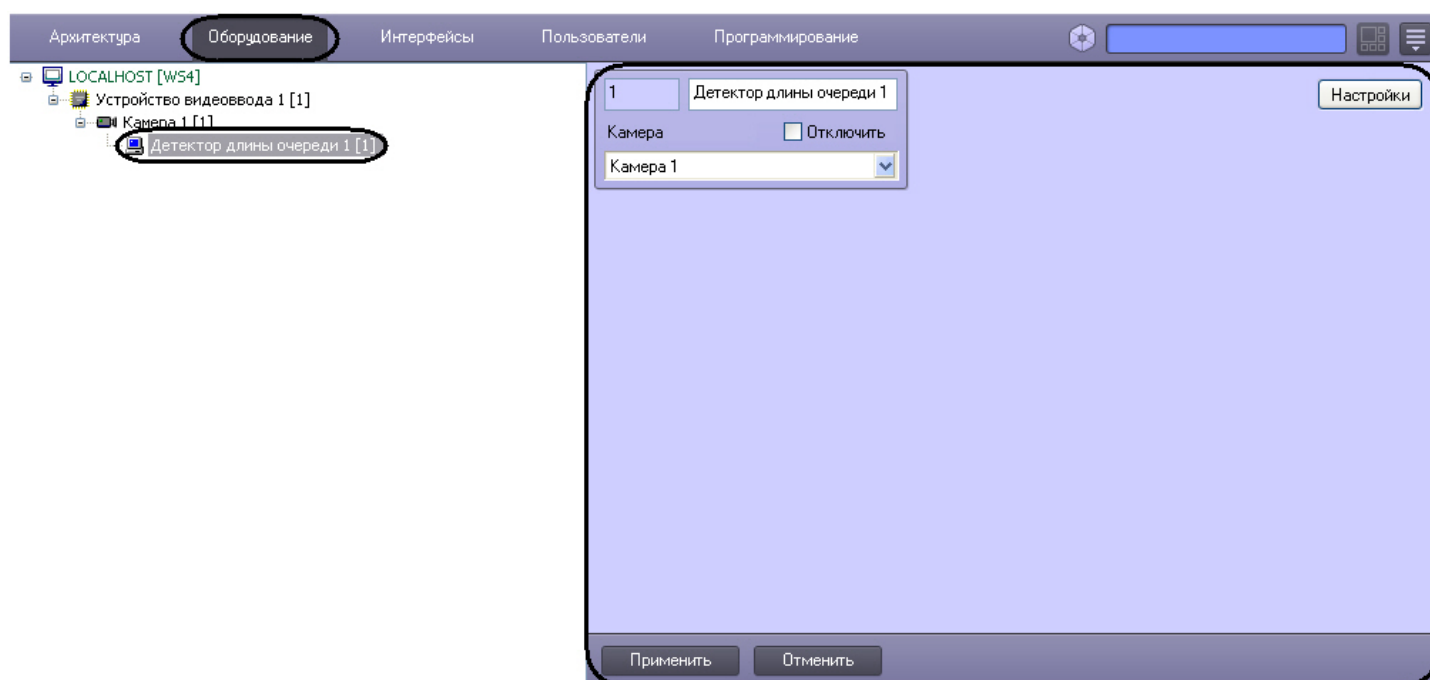 Архитектура Оборудование Интерфейсы Пользователи Программирование
LOCALHOST [WS4]
Устройство видеоввода 1 [1]
Камера 1 [1]
Детектор длины очереди 1 [1]
1 Детектор длины очереди 1
Настройки
Камера Отключить
Камера 1
Применить Отменить